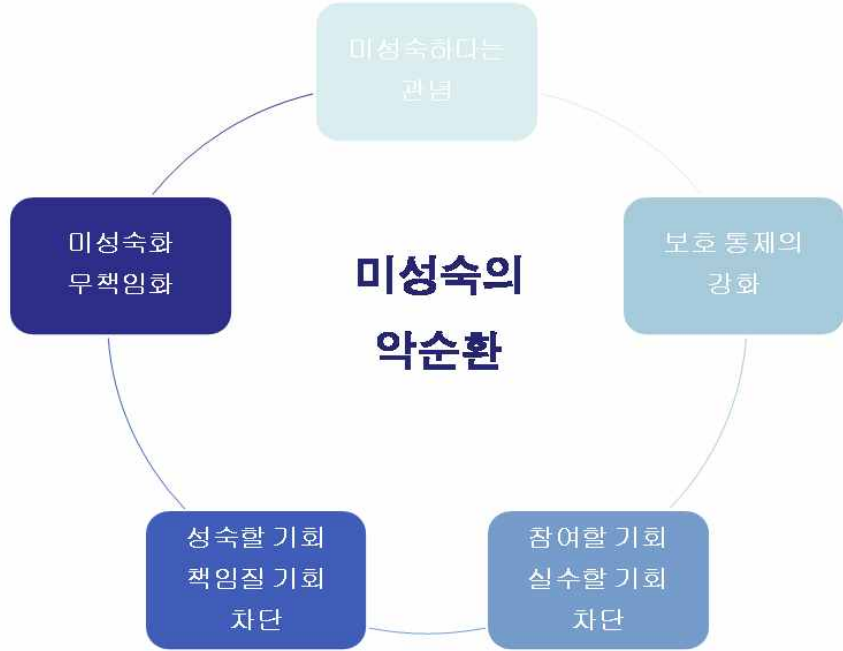 미성숙하다는
관념
보호 통제의
강화
참여할 기회
실수할 기회
차단
성숙할 기회
책임질 기회
차단
미성숙화
무책임화
미성숙의
악순환